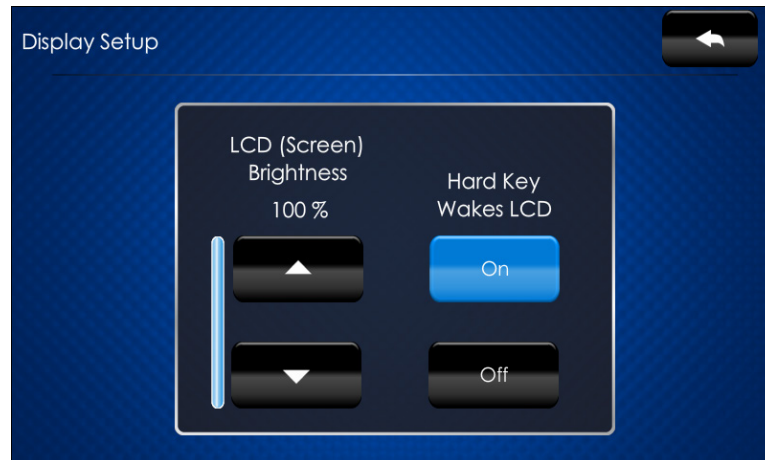 Display Setup
LCD (Screen)
Brightness
100 %
Hard Key
Wakes LCD
On
Off